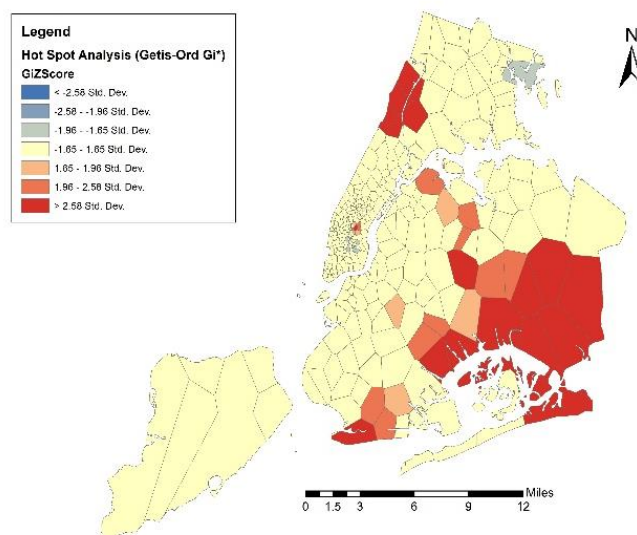 Legend
Hot Spot Analysis (Getis-Ord Gi*)
GiZScore
< -2.58 Std. Dev.
-2.58 - -1.96 Std. Dev.
-1.96 - -1.65 Std. Dev.
-1.65 - 1.65 Std. Dev.
1.65 - 1.96 Std. Dev.
1.96 - 2.58 Std. Dev.
> 2.58 Std. Dev.
N
Miles
0 1.5 3 6 9 12